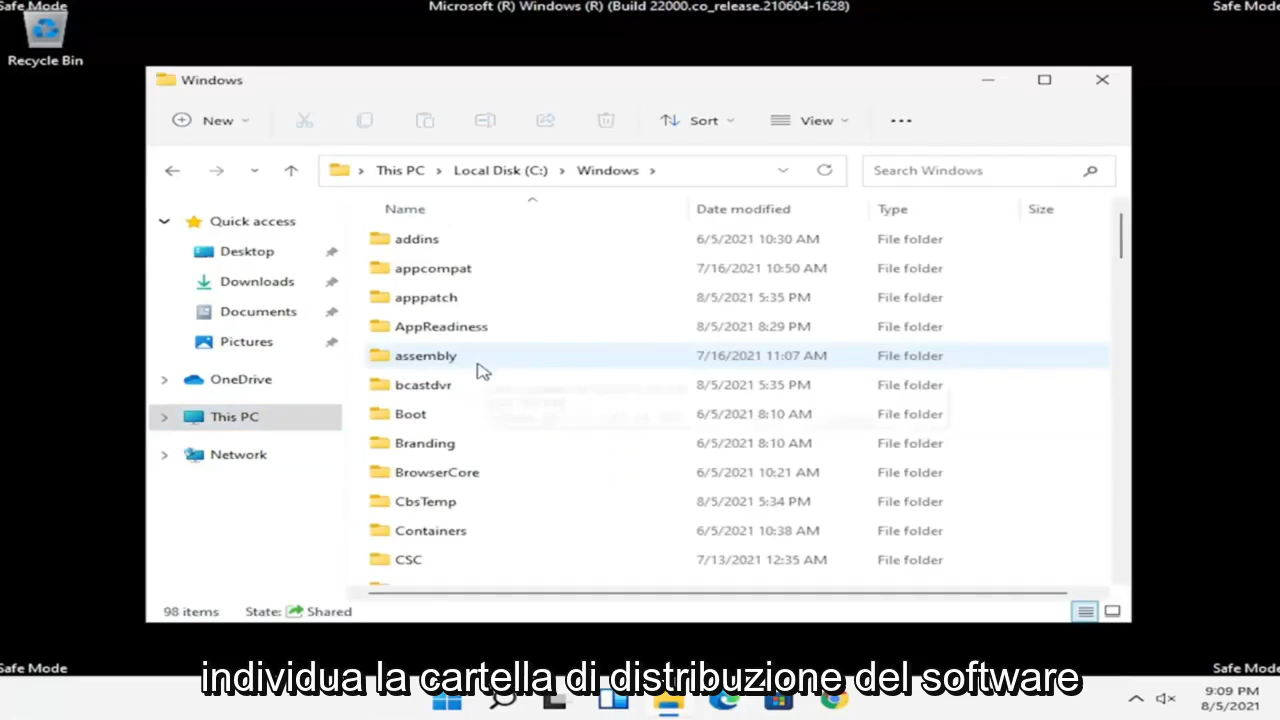 Safe Mode
Microsoft (R) Windows (R) (Build 22000.co_release.210604-1628)
Safe Mode
Recycle Bin
Windows
New
Sort
View
This PC
Local Disk (C:)
Windows
Search Windows
Name
Date modified
Type
Size
Quick access
Desktop
Downloads
Documents
Pictures
OneDrive
This PC
Network
addins 6/5/2021 10:30 AM File folder
appcompat 7/16/2021 10:50 AM File folder
apppatch 8/5/2021 5:35 PM File folder
AppReadiness 8/5/2021 8:29 PM File folder
assembly 7/16/2021 11:07 AM File folder
bcastdvr 8/5/2021 5:35 PM File folder
Boot 6/5/2021 8:10 AM File folder
Branding 6/5/2021 8:10 AM File folder
BrowserCore 6/5/2021 10:21 AM File folder
CbsTemp 8/5/2021 5:34 PM File folder
Containers 6/5/2021 10:38 AM File folder
CSC 7/13/2021 12:35 AM File folder
98 items
State: Shared
Safe Mode
Safe Mode
individua la cartella di distribuzione del software
9:09 PM
8/5/2021